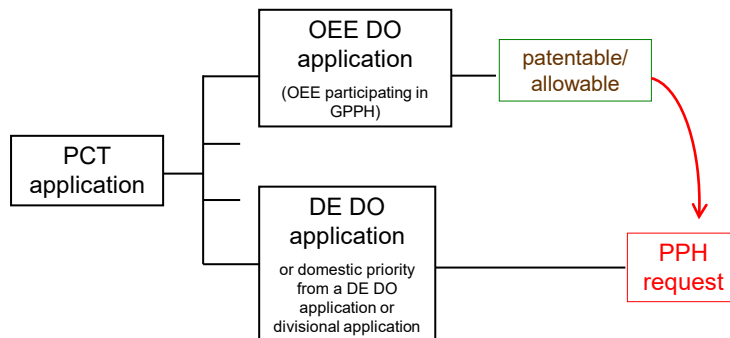 OEE DO
application
(OEE participating in
GPPH)
patentable/
allowable
PCT
application
DE DO
application
or domestic priority
from a DE DO
application or
divisional application
PPH
request